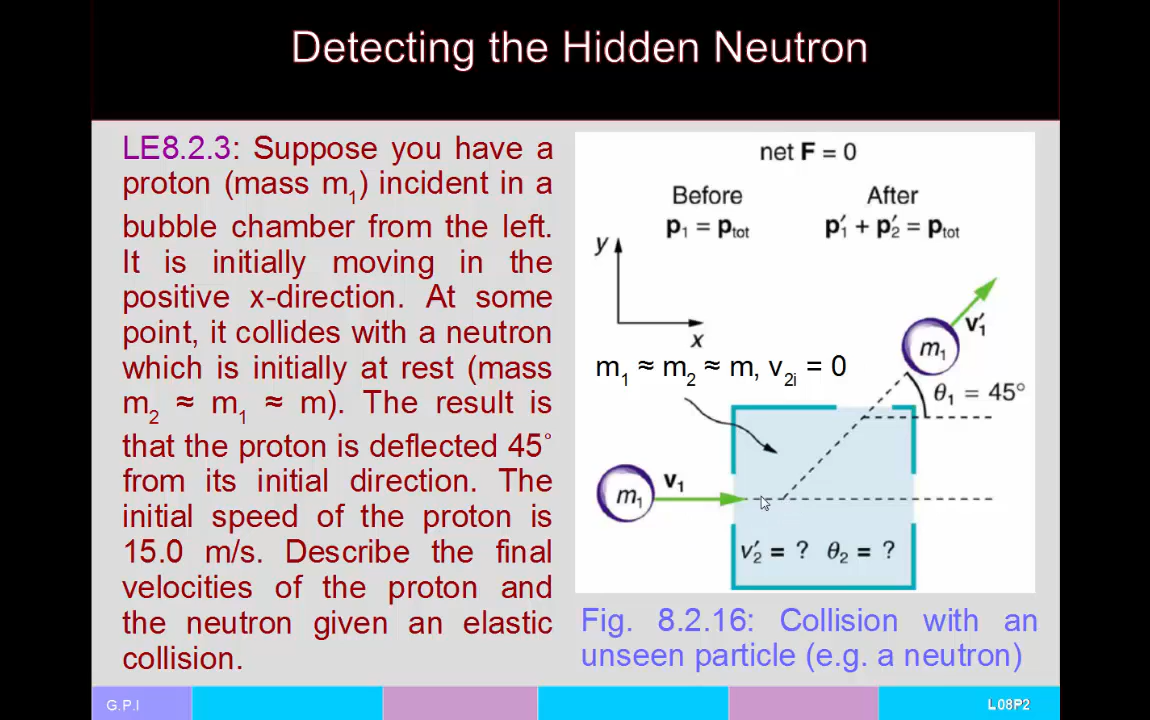 Detecting the Hidden Neutron
LE8.2.3: Suppose you have a
proton (mass m₁) incident in a
bubble chamber from the left.
It is initially moving in the
positive x-direction. At some
point, it collides with a neutron
which is initially at rest (mass
m₂ ≈ m₁ ≈ m). The result is
that the proton is deflected 45°
from its initial direction. The
initial speed of the proton is
15.0 m/s. Describe the final
velocities of the proton and
the neutron given an elastic
collision.
net F = 0
Before
After
p₁ = pₜₒₜ
p′₁ + p′₂ = pₜₒₜ
y
x
v′₁
m₁
m₁ ≈ m₂ ≈ m, v₂ᵢ = 0
θ₁ = 45°
v₁
m₁
v′₂ = ? θ₂ = ?
Fig. 8.2.16: Collision with an
unseen particle (e.g. a neutron)
G.P.I
L08P2